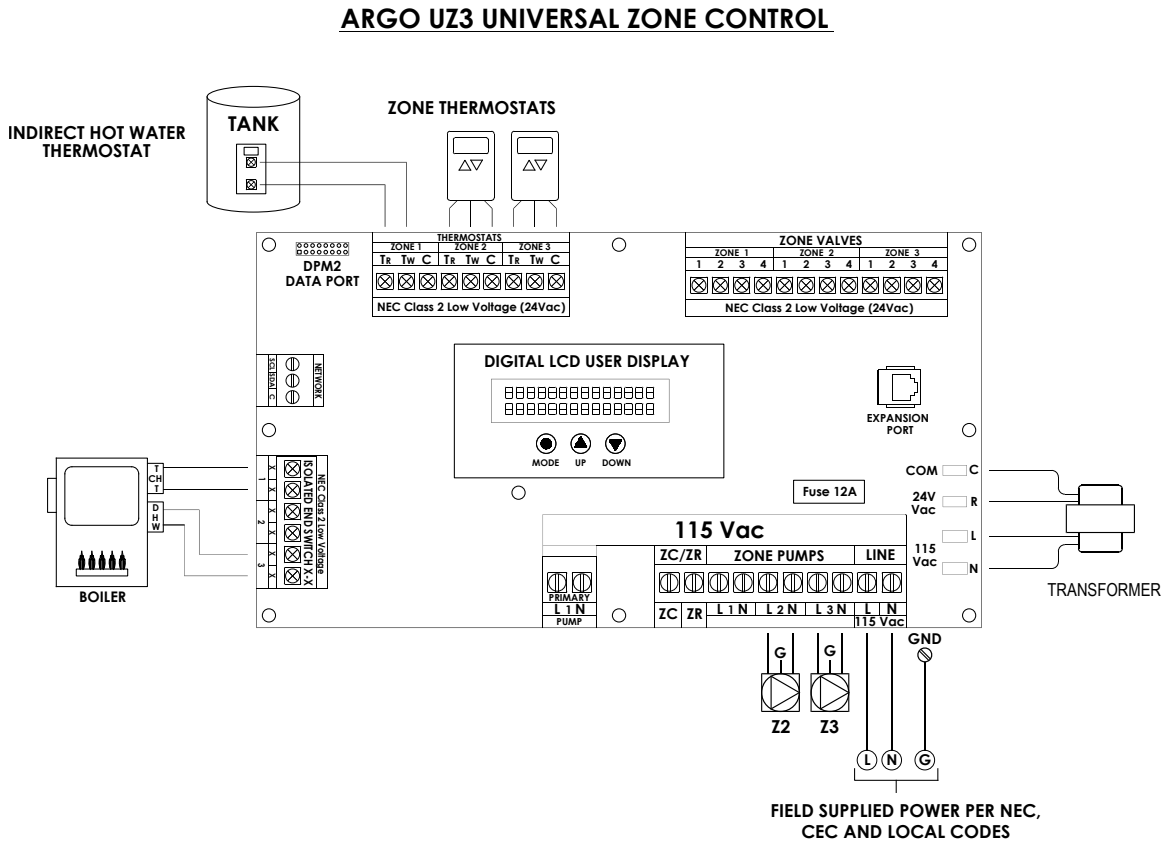 ARGO UZ3 UNIVERSAL ZONE CONTROL
INDIRECT HOT WATER
THERMOSTAT
TANK
ZONE THERMOSTATS
DPM2
DATA PORT
THERMOSTATS
ZONE 1 ZONE 2 ZONE 3
TR TW C TR TW C TR TW C
NEC Class 2 Low Voltage (24Vac)
ZONE VALVES
ZONE 1 ZONE 2 ZONE 3
1 2 3 4 1 2 3 4 1 2 3 4
NEC Class 2 Low Voltage (24Vac)
SCL SDA C
NETWORK
DIGITAL LCD USER DISPLAY
MODE UP DOWN
EXPANSION
PORT
T
CH
T
D
H
W
BOILER
1 2 3
X X X X X X
ISOLATED END SWITCH X-X
NEC Class 2 Low Voltage
Fuse 12A
COM C
24V
Vac
R
L
115
Vac
N
TRANSFORMER
115 Vac
ZC/ZR ZONE PUMPS LINE
PRIMARY
L 1 N
PUMP
ZC ZR L 1 N L 2 N L 3 N L N
115 Vac
GND
G G
Z2 Z3
L N G
FIELD SUPPLIED POWER PER NEC,
CEC AND LOCAL CODES